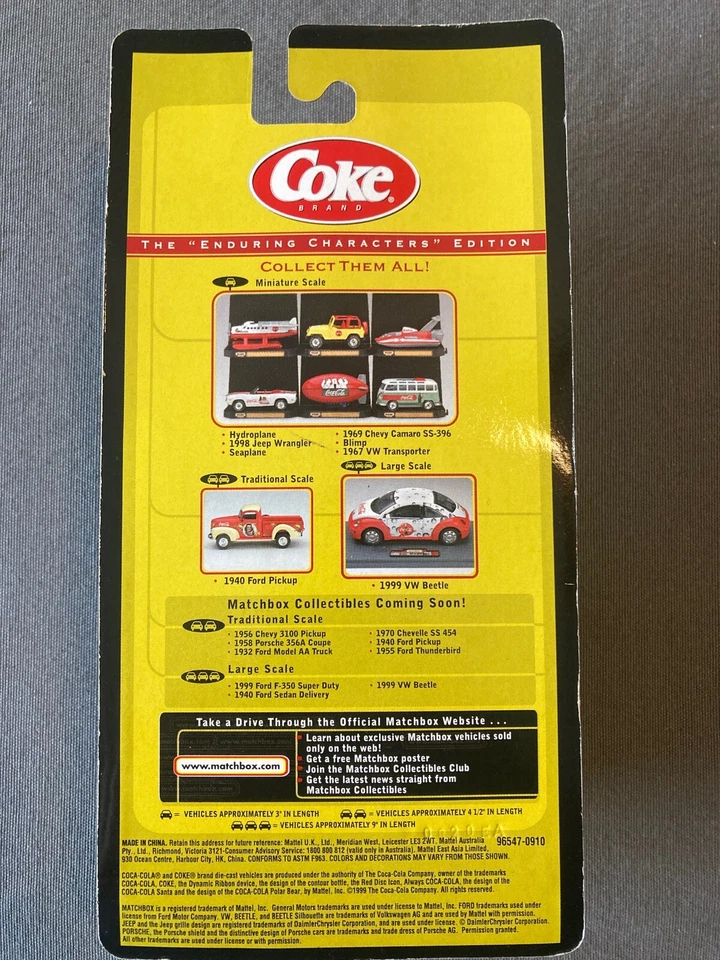 Coke®
BRAND
THE "ENDURING CHARACTERS" EDITION
COLLECT THEM ALL!
Miniature Scale
Coca-Cola
• Hydroplane
• 1998 Jeep Wrangler
• Seaplane
• 1969 Chevy Camaro SS-396
• Blimp
• 1967 VW Transporter
Traditional Scale
Large Scale
• 1940 Ford Pickup
• 1999 VW Beetle
Matchbox Collectibles Coming Soon!
Traditional Scale
• 1956 Chevy 3100 Pickup
• 1958 Porsche 356A Coupe
• 1932 Ford Model AA Truck
• 1970 Chevelle SS 454
• 1940 Ford Pickup
• 1955 Ford Thunderbird
Large Scale
• 1999 Ford F-350 Super Duty
• 1940 Ford Sedan Delivery
• 1999 VW Beetle
Take a Drive Through the Official Matchbox Website . . .
www.matchbox.com
• Learn about exclusive Matchbox vehicles sold
only on the web!
• Get a free Matchbox poster
• Join the Matchbox Collectibles Club
• Get the latest news straight from
Matchbox Collectibles
= VEHICLES APPROXIMATELY 3" IN LENGTH
= VEHICLES APPROXIMATELY 4 1/2" IN LENGTH
= VEHICLES APPROXIMATELY 9" IN LENGTH
96547-0910
MADE IN CHINA. Retain this address for future reference: Mattel U.K., Ltd., Meridian West, Leicester LE3 2WT. Mattel Australia
Pty., Ltd., Richmond, Victoria 3121-Consumer Advisory Service: 1800 800 812 (valid only in Australia). Mattel East Asia Limited,
930 Ocean Centre, Harbour City, HK, China. CONFORMS TO ASTM F963. COLORS AND DECORATIONS MAY VARY FROM THOSE SHOWN.
COCA-COLA® and COKE® brand die-cast vehicles are produced under the authority of The Coca-Cola Company, owner of the trademarks
COCA-COLA, COKE, the Dynamic Ribbon device, the design of the contour bottle, the Red Disc Icon, Always COCA-COLA, the design of the
COCA-COLA Santa and the design of the COCA-COLA Polar Bear, by Mattel, Inc. ©1999 The Coca-Cola Company. All rights reserved.
MATCHBOX is a registered trademark of Mattel, Inc. General Motors trademarks are used under license to Mattel, Inc. FORD trademarks used under
license from Ford Motor Company. VW, BEETLE, and BEETLE Silhouette are trademarks of Volkswagen AG and are used by Mattel with permission.
JEEP and the Jeep grille design are registered trademarks of DaimlerChrysler Corporation, and are used under license. © DaimlerChrysler Corporation.
PORSCHE, the Porsche shield and the distinctive design of Porsche cars are trademarks and trade dress of Porsche AG. Permission granted.
All other trademarks are used under license or with permission.